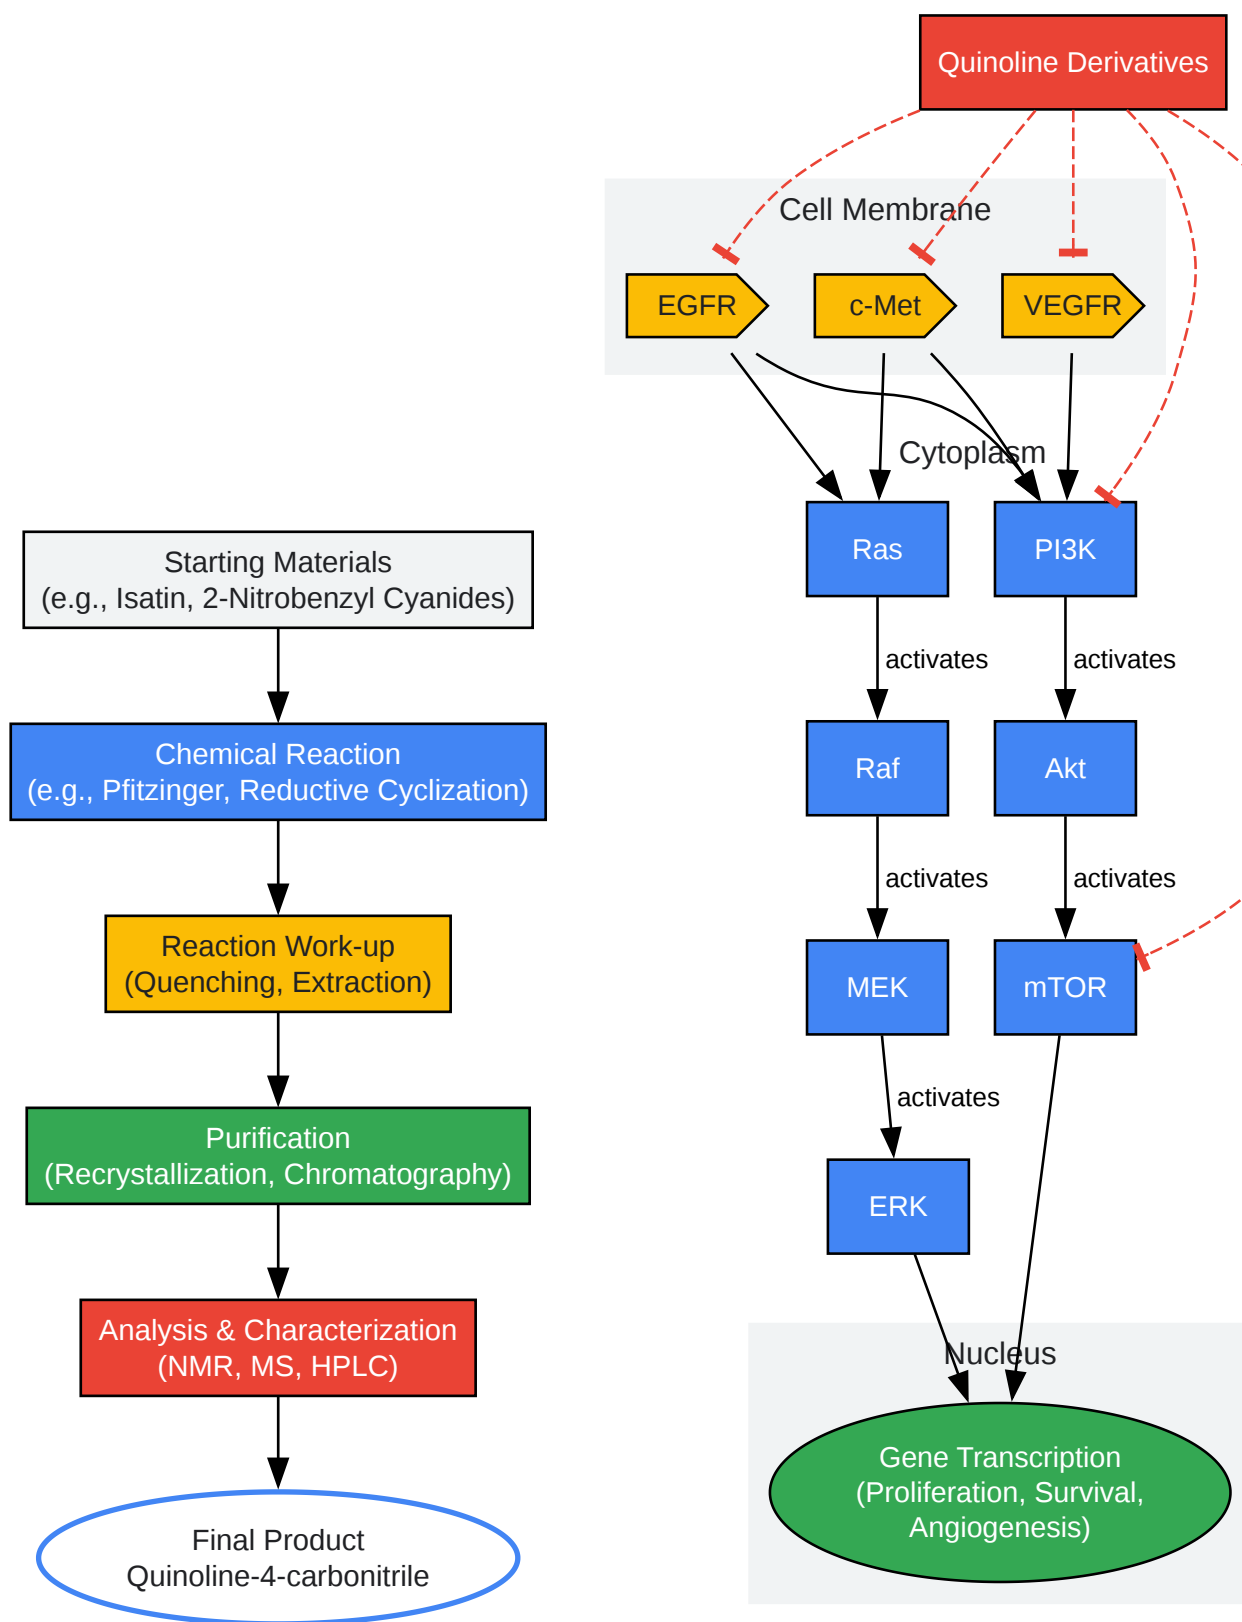 Quinoline Derivatives
Cell Membrane
EGFR
c-Met
VEGFR
Cytoplasm
Ras
PI3K
activates
activates
Raf
Akt
activates
activates
MEK
mTOR
activates
ERK
Nucleus
Gene Transcription
(Proliferation, Survival,
Angiogenesis)
Starting Materials
(e.g., Isatin, 2-Nitrobenzyl Cyanides)
Chemical Reaction
(e.g., Pfitzinger, Reductive Cyclization)
Reaction Work-up
(Quenching, Extraction)
Purification
(Recrystallization, Chromatography)
Analysis & Characterization
(NMR, MS, HPLC)
Final Product
Quinoline-4-carbonitrile